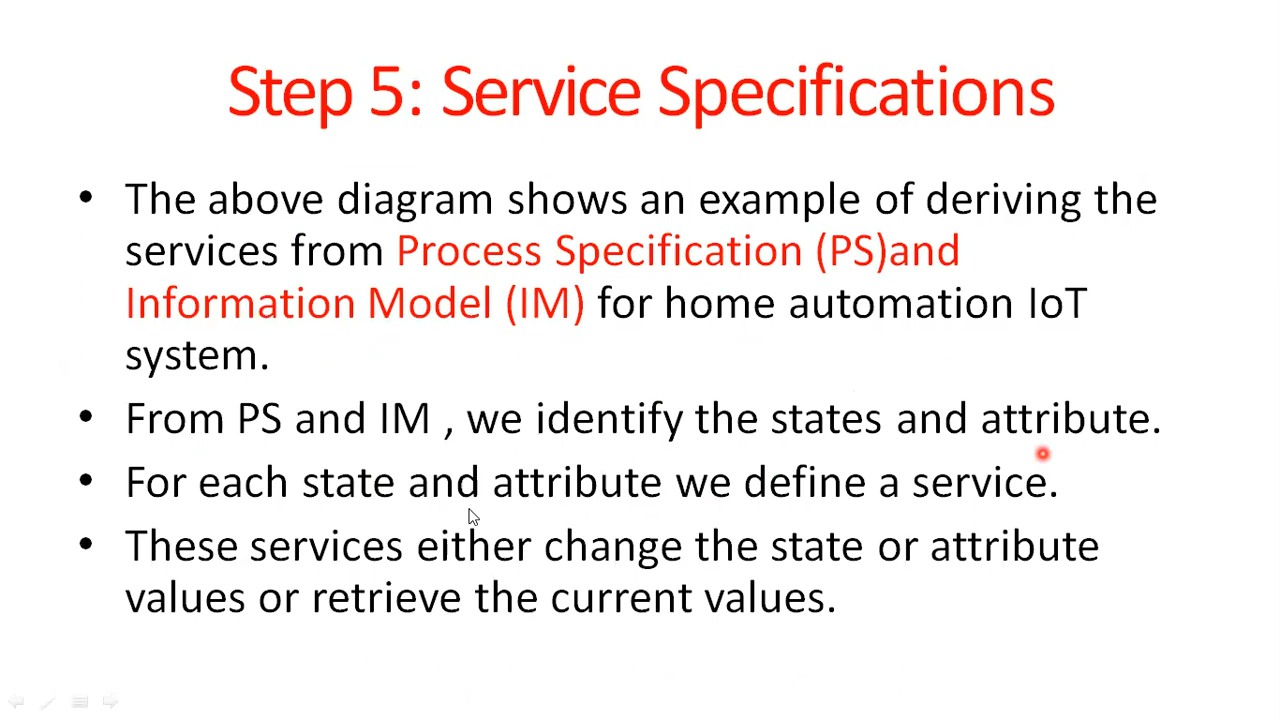 Step 5: Service Specifications
• The above diagram shows an example of deriving the
services from Process Specification (PS)and
Information Model (IM) for home automation IoT
system.
• From PS and IM , we identify the states and attribute.
• For each state and attribute we define a service.
• These services either change the state or attribute
values or retrieve the current values.